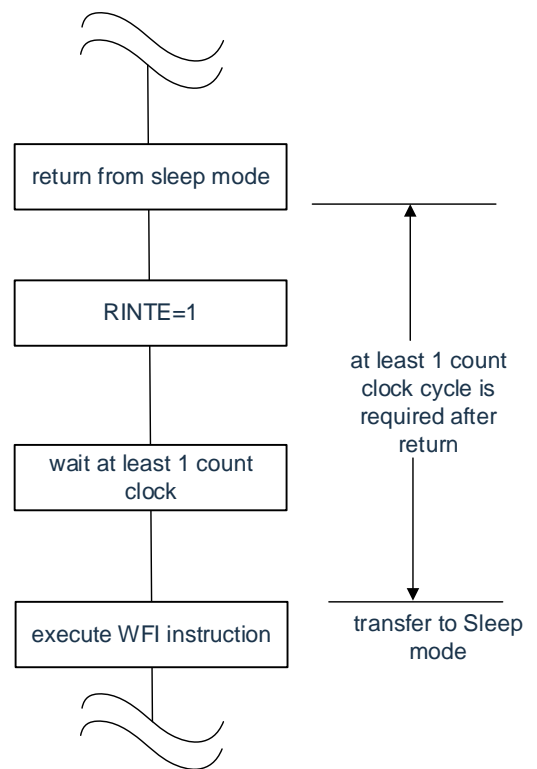 return from sleep mode
RINTE=1
at least 1 count
clock cycle is
required after
return
wait at least 1 count
clock
execute WFI instruction
transfer to Sleep
mode